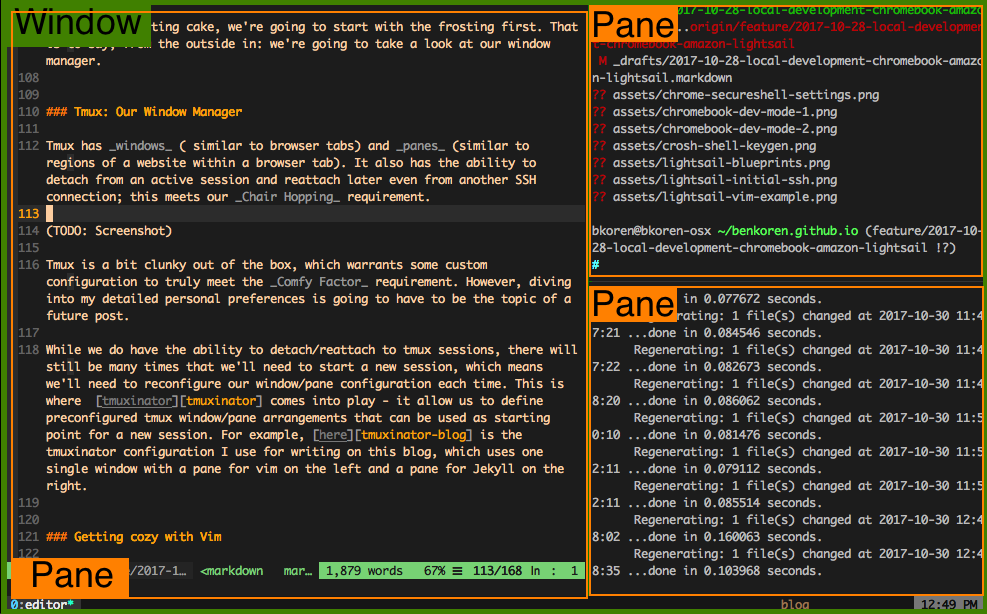 Window
ting cake, we're going to start with the frosting first. That
the outside in: we're going to take a look at our window
manager.
108
109
110 ### Tmux: Our Window Manager
111
112 Tmux has _windows_ ( similar to browser tabs) and _panes_ (similar to
regions of a website within a browser tab). It also has the ability to
detach from an active session and reattach later even from another SSH
connection; this meets our _Chair Hopping_ requirement.
113
114 (TODO: Screenshot)
115
116 Tmux is a bit clunky out of the box, which warrants some custom
configuration to truly meet the _Comfy Factor_ requirement. However, diving
into my detailed personal preferences is going to have to be the topic of a
future post.
117
118 While we do have the ability to detach/reattach to tmux sessions, there will
still be many times that we'll need to start a new session, which means
we'll need to reconfigure our window/pane configuration each time. This is
where  [tmuxinator][tmuxinator] comes into play - it allow us to define
preconfigured tmux window/pane arrangements that can be used as starting
point for a new session. For example, [here][tmuxinator-blog] is the
tmuxinator configuration I use for writing on this blog, which uses one
single window with a pane for vim on the left and a pane for Jekyll on the
right.
119
120
121 ### Getting cozy with Vim
122
Pane
e/2017-1… <markdown mar… 1,879 words 67% ≡ 113/168 ln : 1
Pane
017-10-28-local-development-chromebook-amazo
..origin/feature/2017-10-28-local-developmen
t-chromebook-amazon-lightsail
M _drafts/2017-10-28-local-development-chromebook-amazo
n-lightsail.markdown
?? assets/chrome-secureshell-settings.png
?? assets/chromebook-dev-mode-1.png
?? assets/chromebook-dev-mode-2.png
?? assets/crosh-shell-keygen.png
?? assets/lightsail-blueprints.png
?? assets/lightsail-initial-ssh.png
?? assets/lightsail-vim-example.png
bkoren@bkoren-osx ~/benkoren.github.io (feature/2017-10-
28-local-development-chromebook-amazon-lightsail !?)
#
Pane
in 0.077672 seconds.
rating: 1 file(s) changed at 2017-10-30 11:4
7:21 ...done in 0.084546 seconds.
Regenerating: 1 file(s) changed at 2017-10-30 11:4
7:22 ...done in 0.082673 seconds.
Regenerating: 1 file(s) changed at 2017-10-30 11:4
8:20 ...done in 0.086062 seconds.
Regenerating: 1 file(s) changed at 2017-10-30 11:5
0:10 ...done in 0.081476 seconds.
Regenerating: 1 file(s) changed at 2017-10-30 11:5
2:11 ...done in 0.079112 seconds.
Regenerating: 1 file(s) changed at 2017-10-30 11:5
2:11 ...done in 0.085514 seconds.
Regenerating: 1 file(s) changed at 2017-10-30 12:4
8:02 ...done in 0.160063 seconds.
Regenerating: 1 file(s) changed at 2017-10-30 12:4
8:35 ...done in 0.103968 seconds.
0:editor* blog 12:49 PM